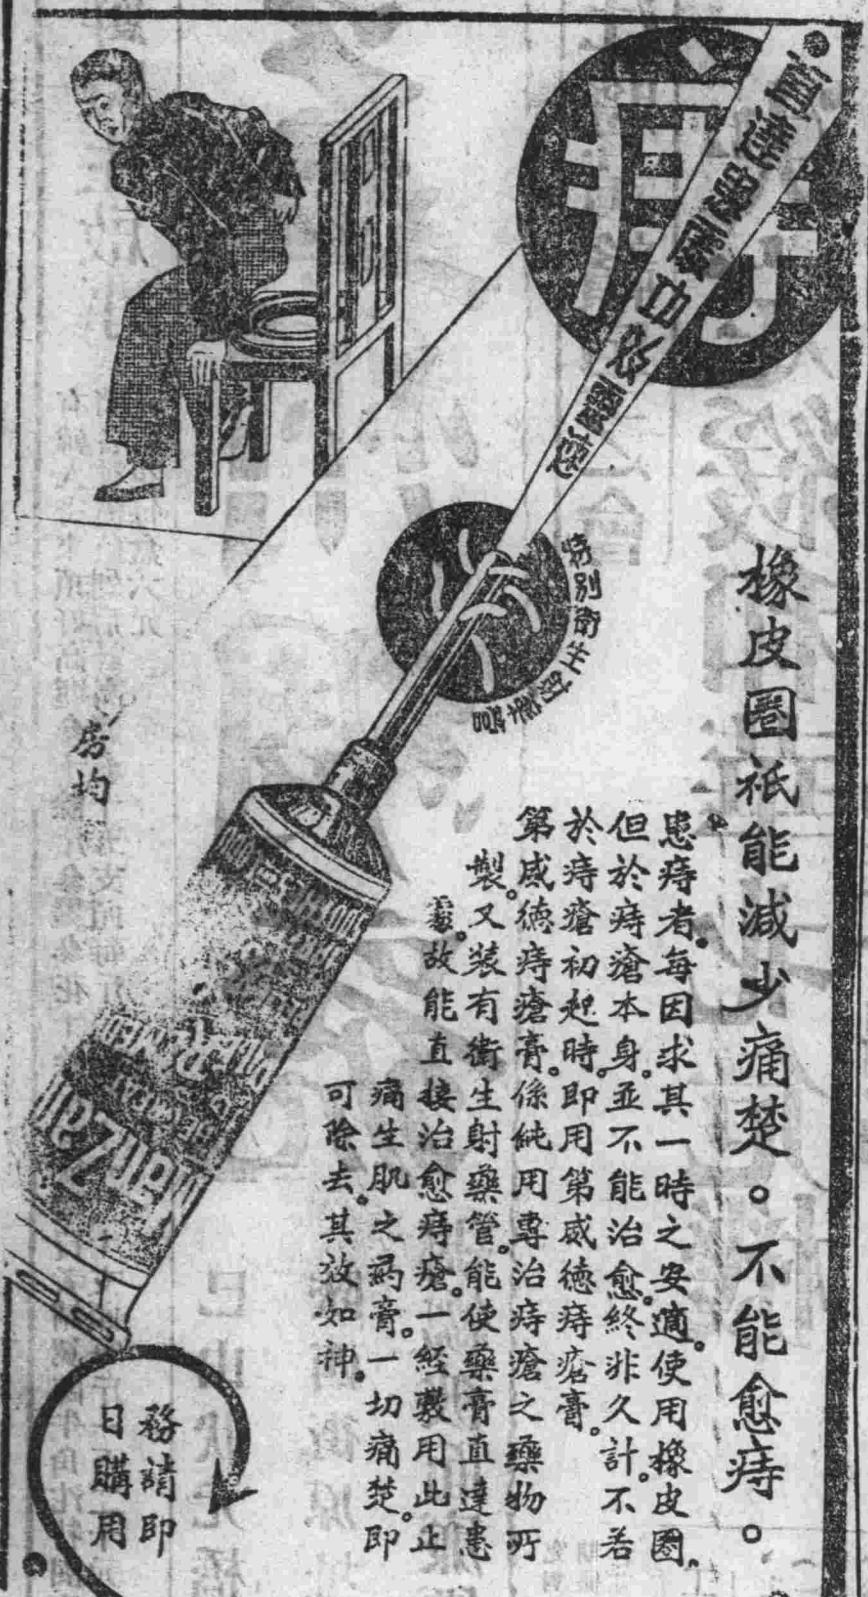 痔
直達患處立效靈速
橡皮圈祇能減少痛楚。不能愈痔。
特別衛生射藥品
患痔者。每因求其一時之安適。使用橡皮圈。
但於痔瘡本身。並不能治愈。終非久計。不若
於痔瘡初起時。即用第威德痔瘡膏。
第威德痔瘡膏。係純用專治痔瘡之藥物所
製。又裝有衛生射藥管。能使藥膏直達患
處。故能直接治愈痔瘡。一經敷用此止
痛生肌之葯膏。一切痛楚。即
可除去。其效如神。
房均
ManZan
務請即
日購用